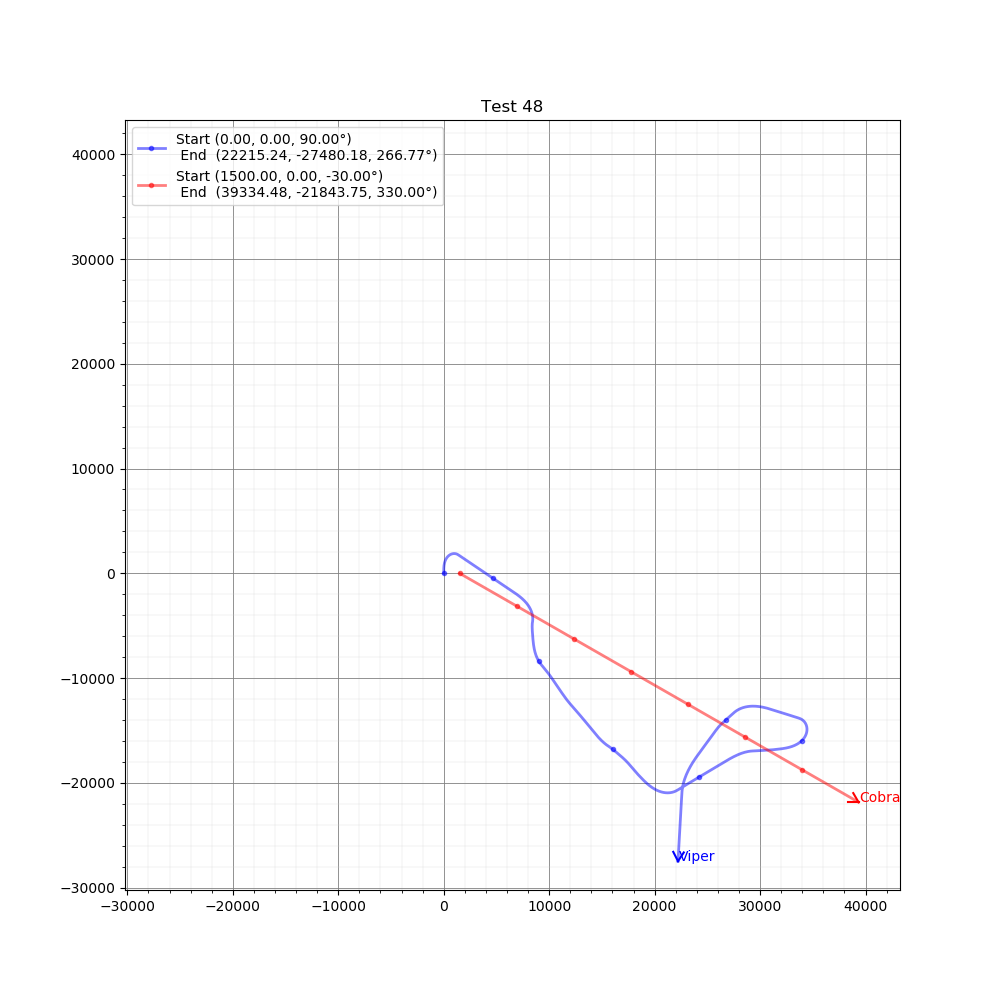 Test 48
Start (0.00, 0.00, 90.00°)
End (22215.24, -27480.18, 266.77°)
Start (1500.00, 0.00, -30.00°)
End (39334.48, -21843.75, 330.00°)
40000
30000
20000
10000
0
−10000
−20000
−30000
Cobra
Viper
−30000 −20000 −10000 0 10000 20000 30000 40000